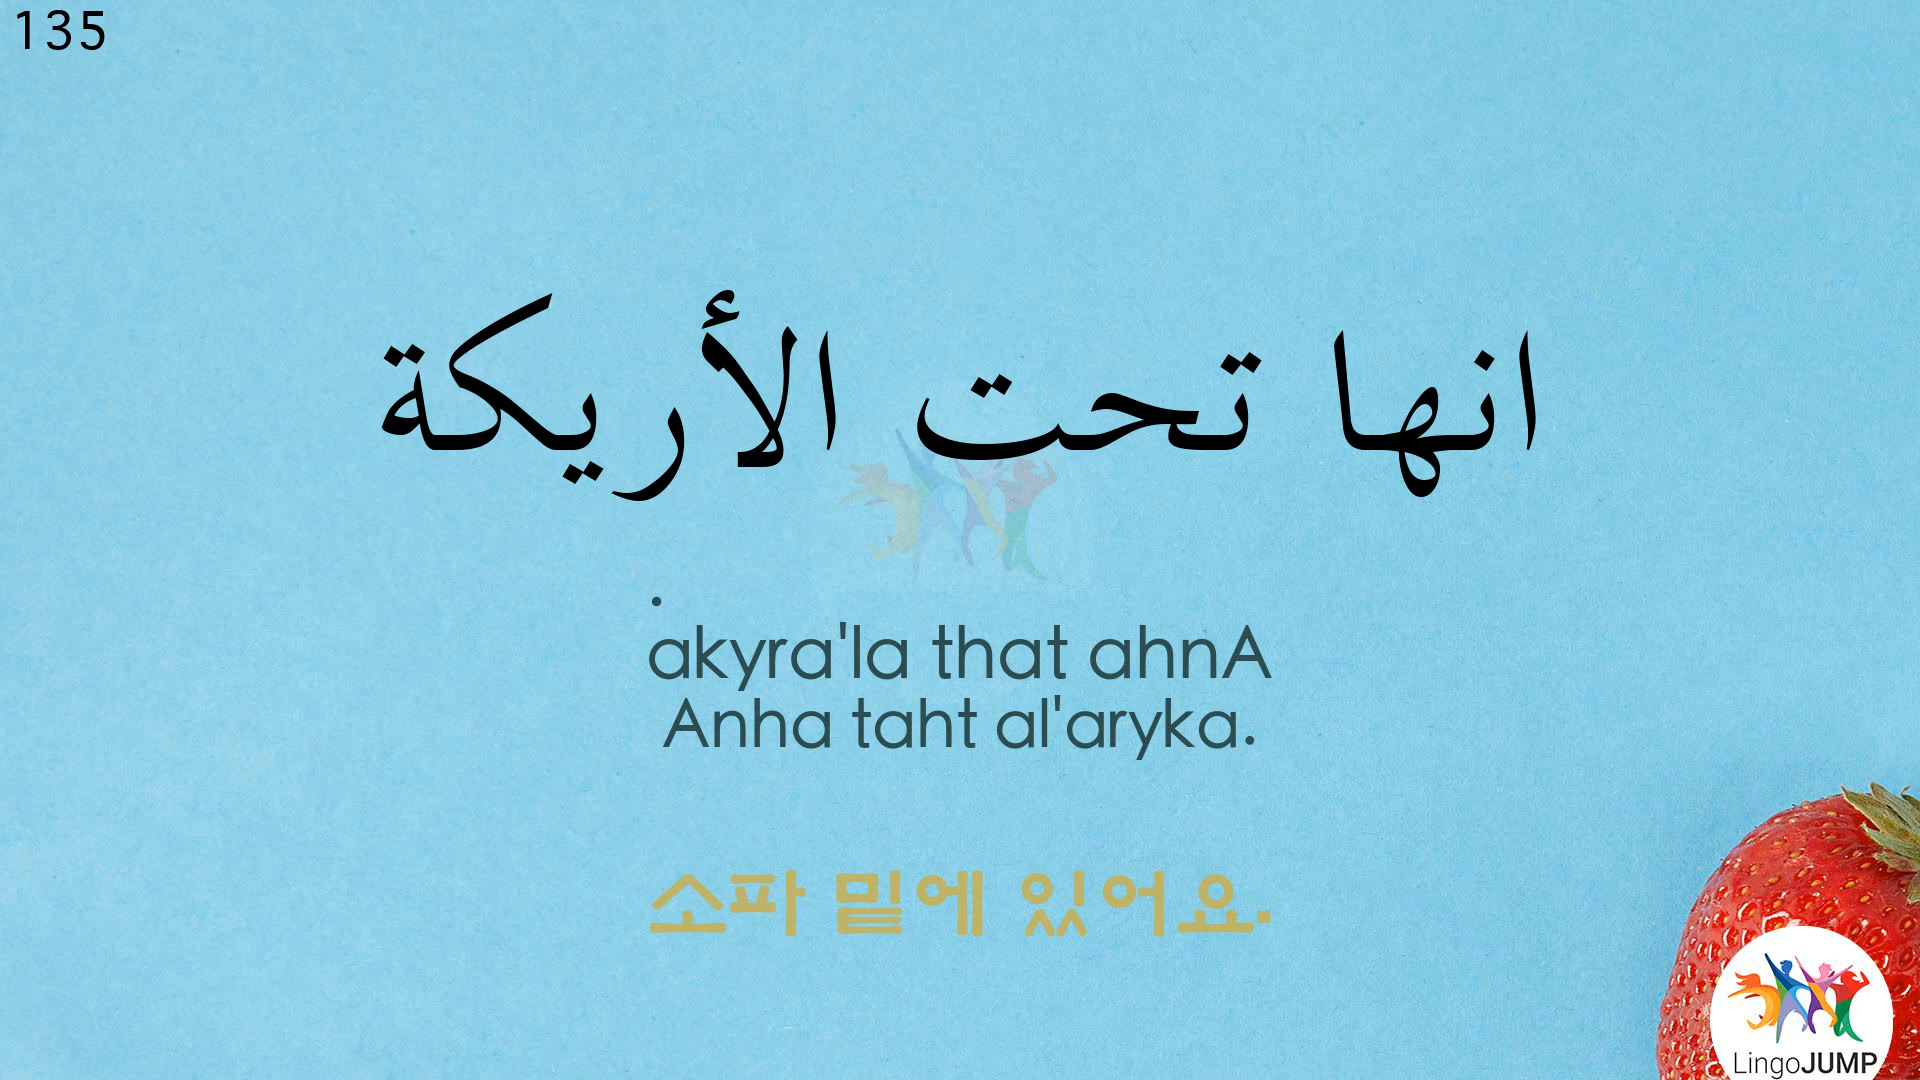 135
انها تحت الأريكة
.
akyra'la that ahnA
Anha taht al'aryka.
소파 밑에 있어요.
LingoJUMP